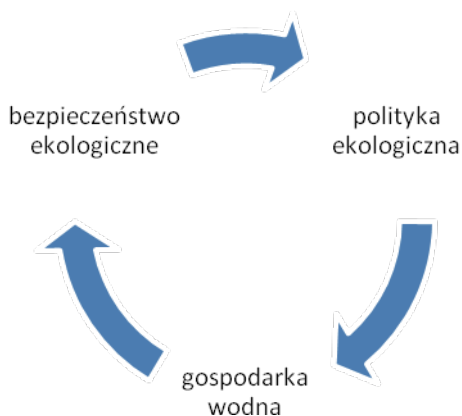 bezpieczeństwo
ekologiczne
polityka
ekologiczna
gospodarka
wodna